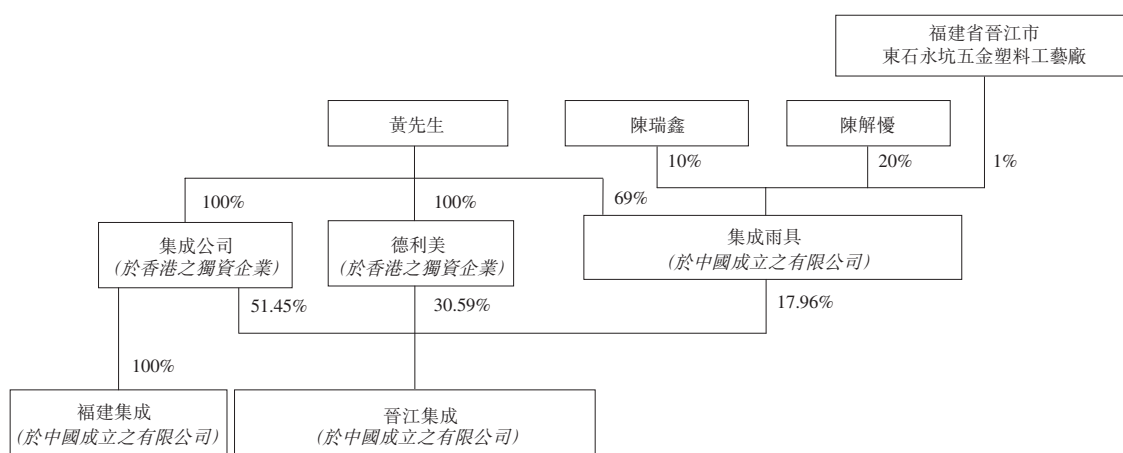 福建省晉江市
東石永坑五金塑料工藝廠
黃先生
陳瑞鑫
陳解懮
10%
20%
1%
100%
100%
69%
集成公司
(於香港之獨資企業)
德利美
(於香港之獨資企業)
集成雨具
(於中國成立之有限公司)
51.45%
30.59%
17.96%
100%
福建集成
(於中國成立之有限公司)
晉江集成
(於中國成立之有限公司)